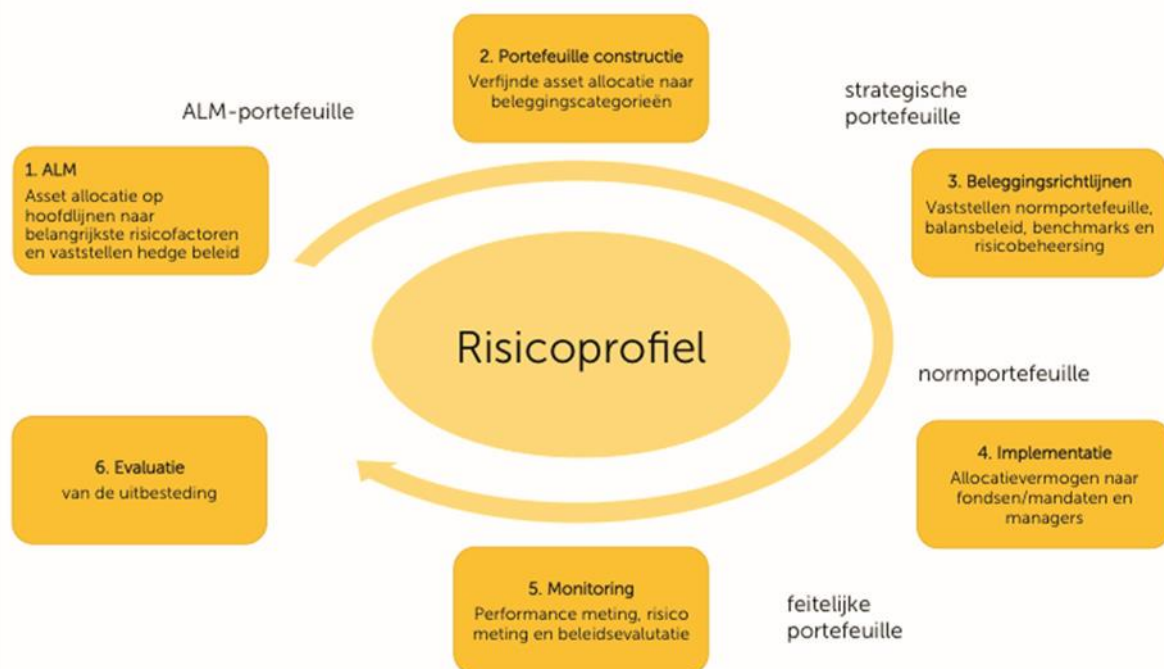 2. Portefeuille constructie
Verfijnde asset allocatie naar
beleggingscategorieën
ALM-portefeuille
strategische
portefeuille
1. ALM
Asset allocatie op
hoofdlijnen naar
belangrijkste risicofactoren
en vaststellen hedge beleid
3. Beleggingsrichtlijnen
Vaststellen normportefeuille,
balansbeleid, benchmarks en
risicobeheersing
Risicoprofiel
normportefeuille
6. Evaluatie
van de uitbesteding
4. Implementatie
Allocatievermogen naar
fondsen/mandaten en
managers
5. Monitoring
Performance meting, risico
meting en beleidsevalutatie
feitelijke
portefeuille